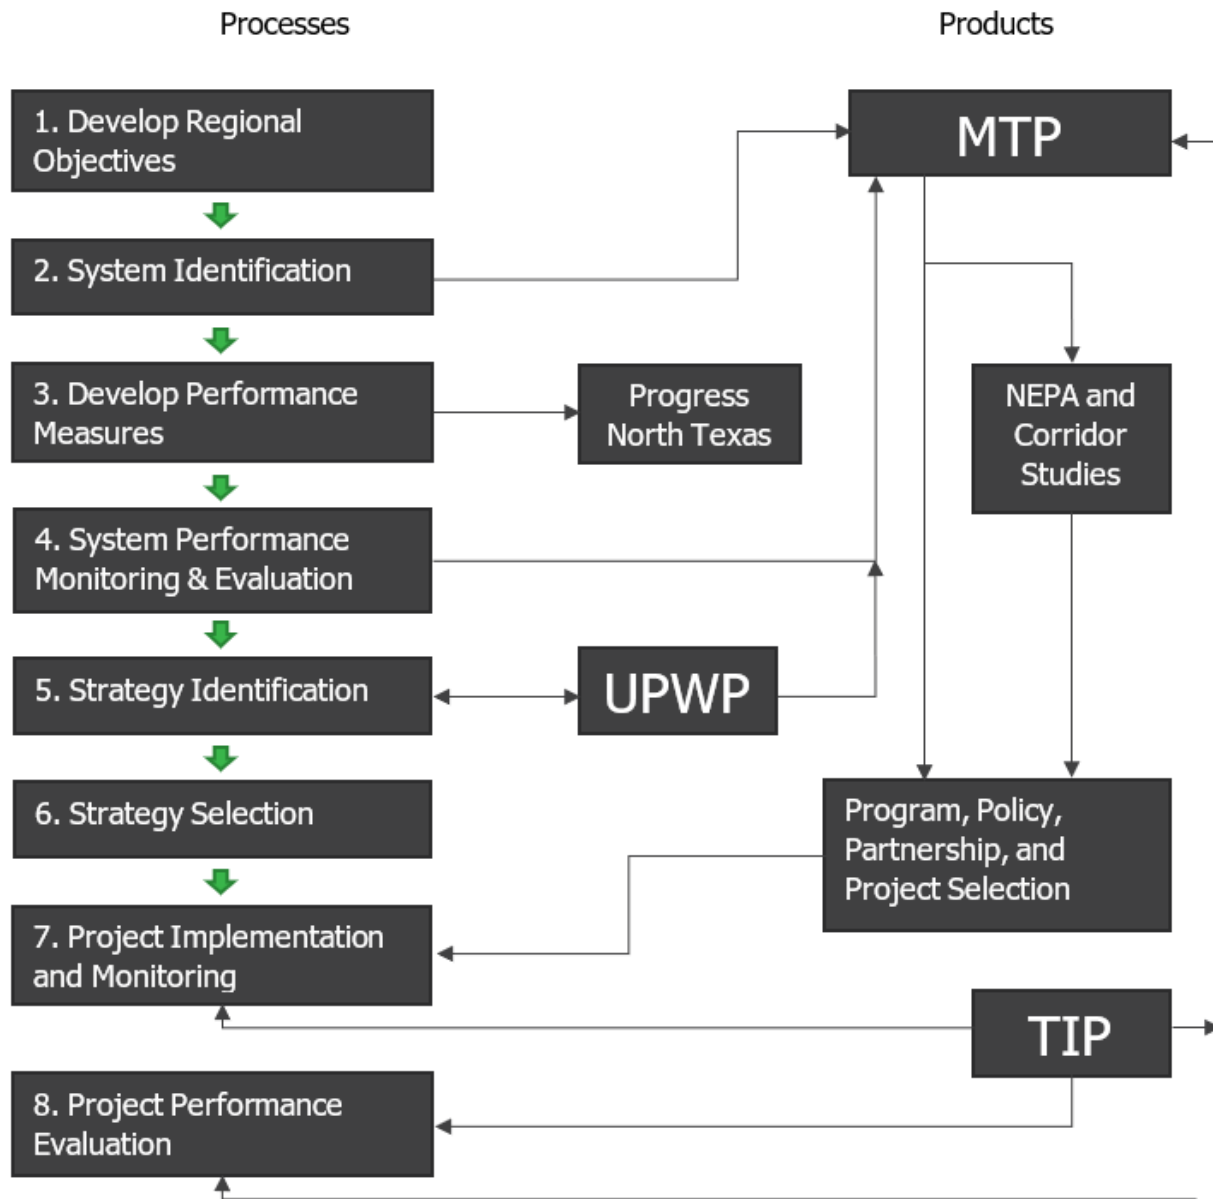 Processes
Products
1. Develop Regional
Objectives
MTP
2. System Identification
3. Develop Performance
Measures
Progress
North Texas
NEPA and
Corridor
Studies
4. System Performance
Monitoring & Evaluation
5. Strategy Identification
UPWP
6. Strategy Selection
Program, Policy,
Partnership, and
Project Selection
7. Project Implementation
and Monitoring
TIP
8. Project Performance
Evaluation